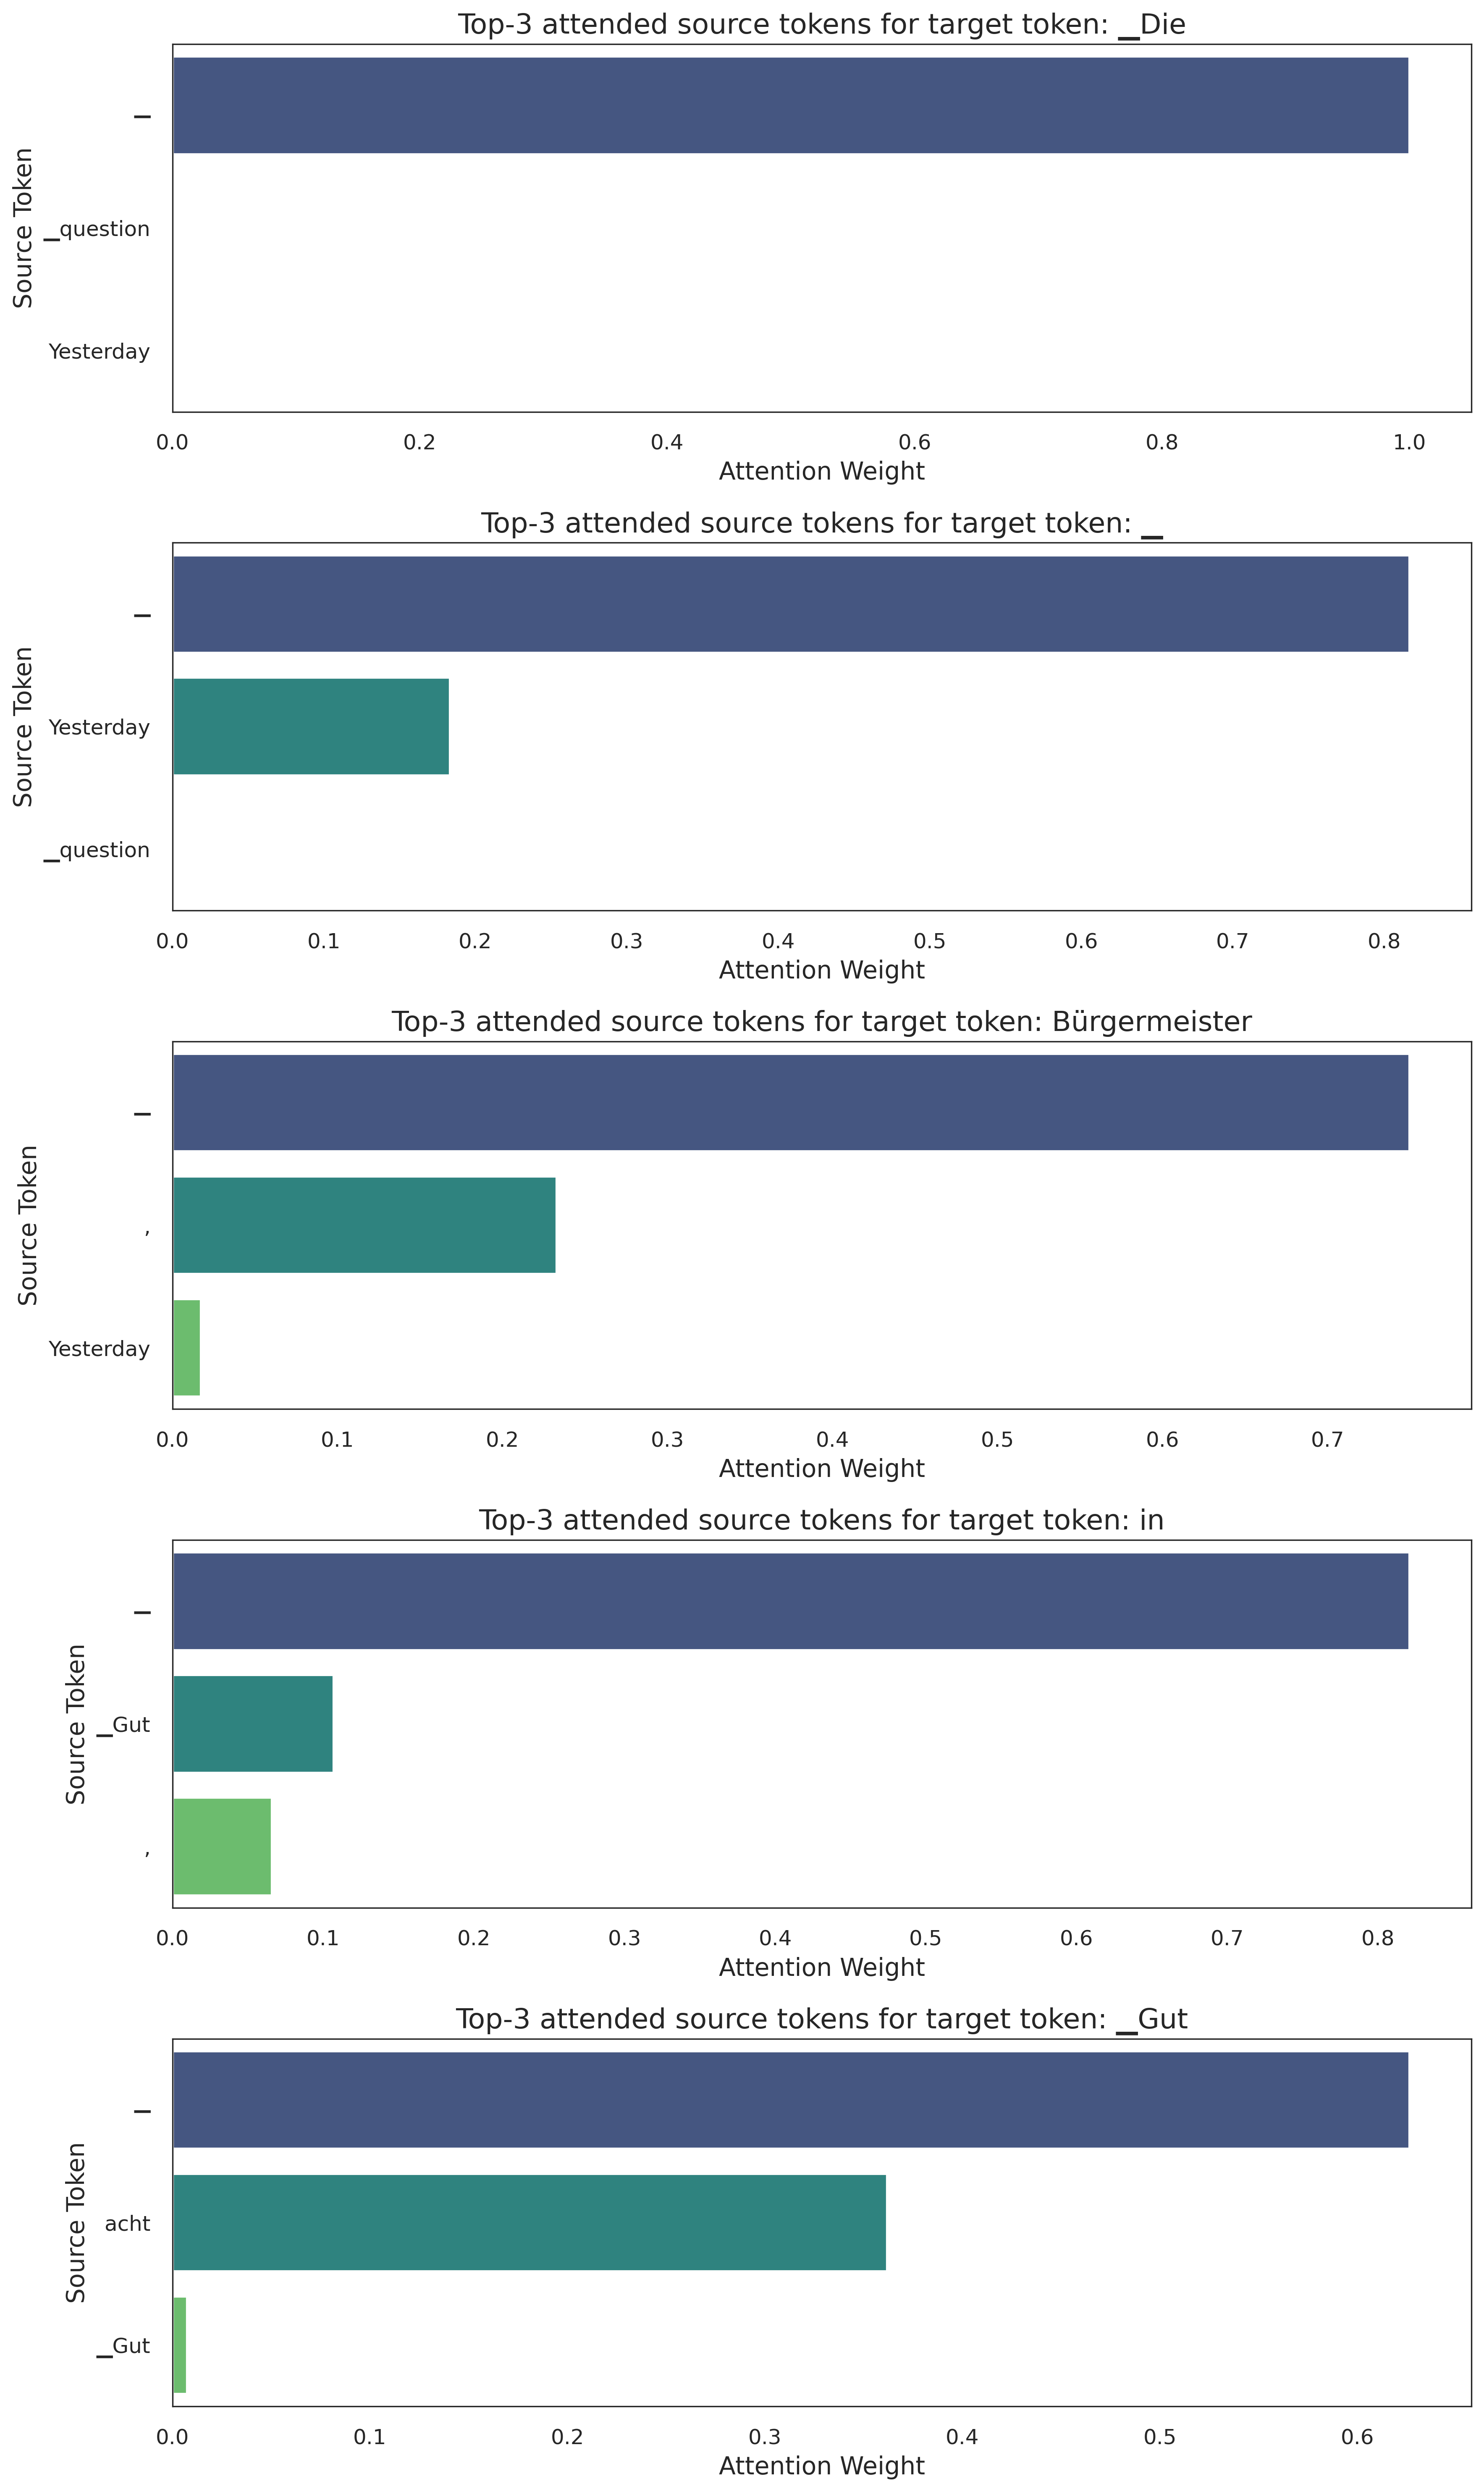 Top-3 attended source tokens for target token: ▁Die
Source Token
▁
▁question
Yesterday
0.0 0.2 0.4 0.6 0.8 1.0
Attention Weight
Top-3 attended source tokens for target token: ▁
Source Token
▁
Yesterday
▁question
0.0 0.1 0.2 0.3 0.4 0.5 0.6 0.7 0.8
Attention Weight
Top-3 attended source tokens for target token: Bürgermeister
Source Token
▁
,
Yesterday
0.0 0.1 0.2 0.3 0.4 0.5 0.6 0.7
Attention Weight
Top-3 attended source tokens for target token: in
Source Token
▁
▁Gut
,
0.0 0.1 0.2 0.3 0.4 0.5 0.6 0.7 0.8
Attention Weight
Top-3 attended source tokens for target token: ▁Gut
Source Token
▁
acht
▁Gut
0.0 0.1 0.2 0.3 0.4 0.5 0.6
Attention Weight